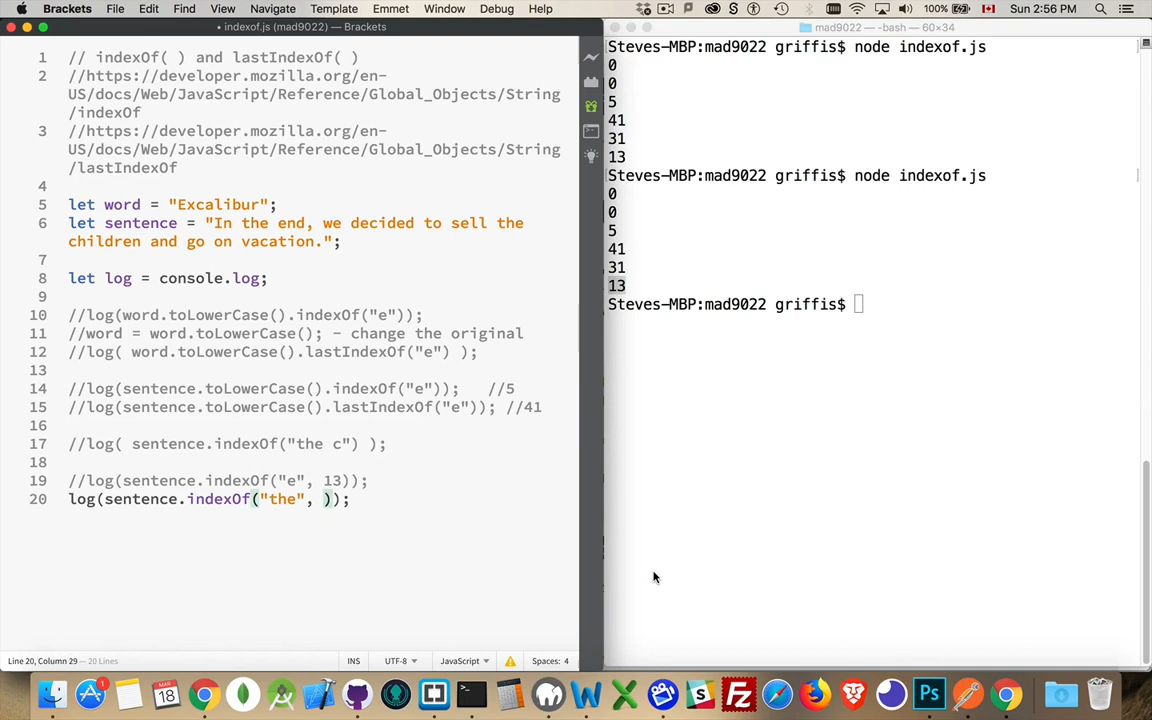 Brackets File Edit View Navigate Template Emmet Window Debug Help 100% Sun 2:56 PM
• indexof.js (mad9022) — Brackets
mad9022 — -bash — 60×34
1 // indexOf( ) and lastIndexOf( )
2 //https://developer.mozilla.org/en-
US/docs/Web/JavaScript/Reference/Global_Objects/String
/indexOf
3 //https://developer.mozilla.org/en-
US/docs/Web/JavaScript/Reference/Global_Objects/String
/lastIndexOf
4
5 let word = "Excalibur";
6 let sentence = "In the end, we decided to sell the
children and go on vacation.";
7
8 let log = console.log;
9
10 //log(word.toLowerCase().indexOf("e"));
11 //word = word.toLowerCase(); - change the original
12 //log( word.toLowerCase().lastIndexOf("e") );
13
14 //log(sentence.toLowerCase().indexOf("e")); //5
15 //log(sentence.toLowerCase().lastIndexOf("e")); //41
16
17 //log( sentence.indexOf("the c") );
18
19 //log(sentence.indexOf("e", 13));
20 log(sentence.indexOf("the", ));
Steves-MBP:mad9022 griffis$ node indexof.js
0
0
5
41
31
13
Steves-MBP:mad9022 griffis$ node indexof.js
0
0
5
41
31
13
Steves-MBP:mad9022 griffis$
Line 20, Column 29 — 20 Lines
INS UTF-8 JavaScript Spaces: 4